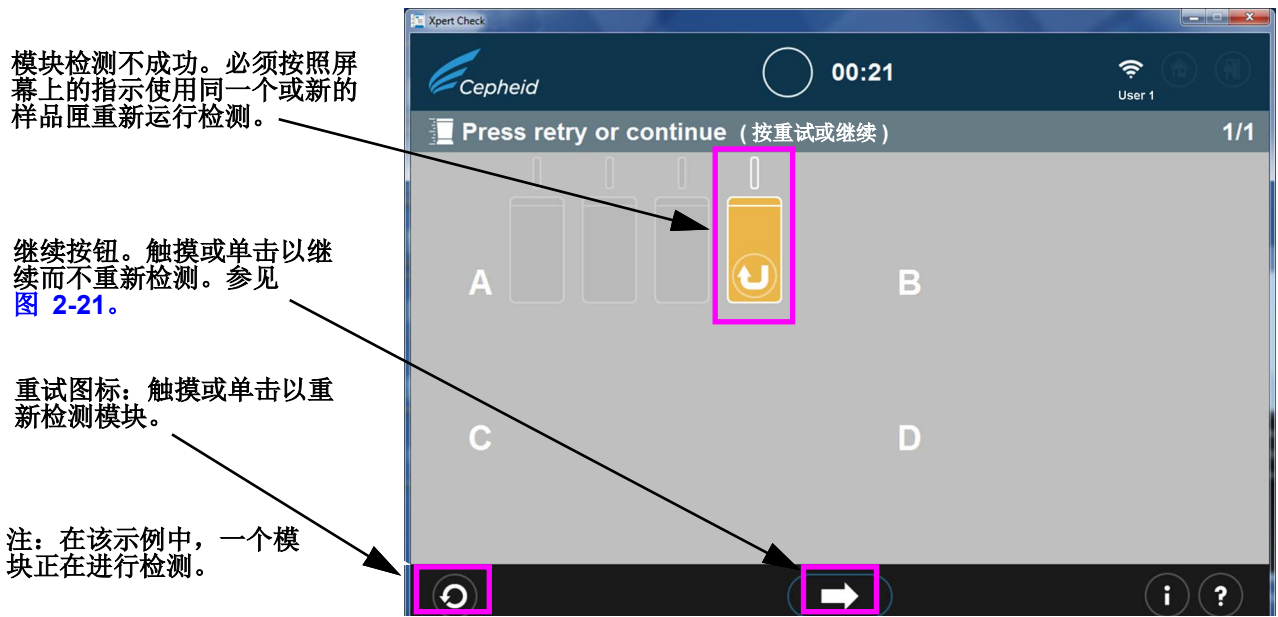 Xpert Check
模块检测不成功。必须按照屏
幕上的指示使用同一个或新的
样品匣重新运行检测。
Cepheid
00:21
User 1
Press retry or continue（按重试或继续）
1/1
继续按钮。触摸或单击以继
续而不重新检测。参见
图 2-21。
A
B
重试图标：触摸或单击以重
新检测模块。
C
D
注：在该示例中，一个模
块正在进行检测。
i
?